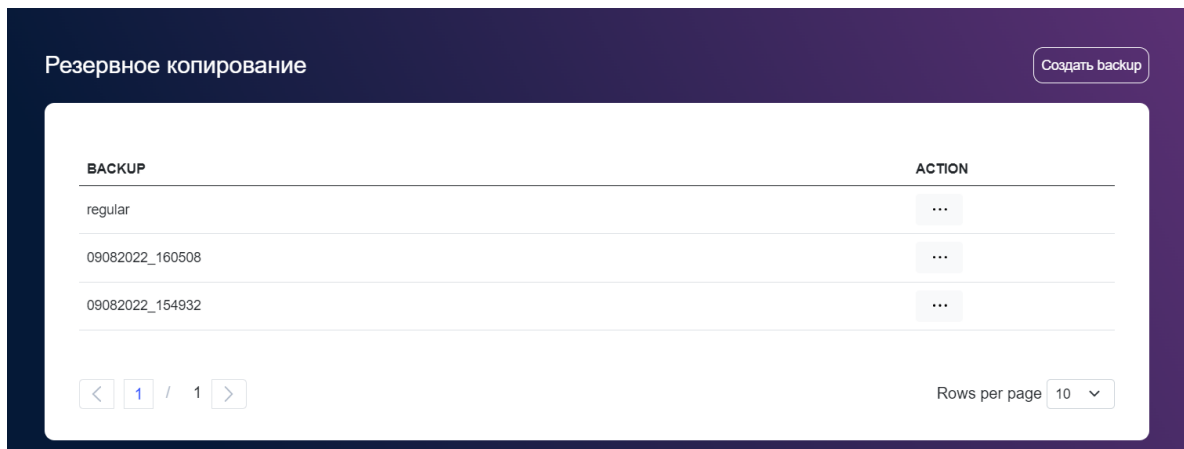 Резервное копирование
Создать backup
BACKUP ACTION
regular ...
09082022_160508 ...
09082022_154932 ...
< 1 / 1 > Rows per page 10